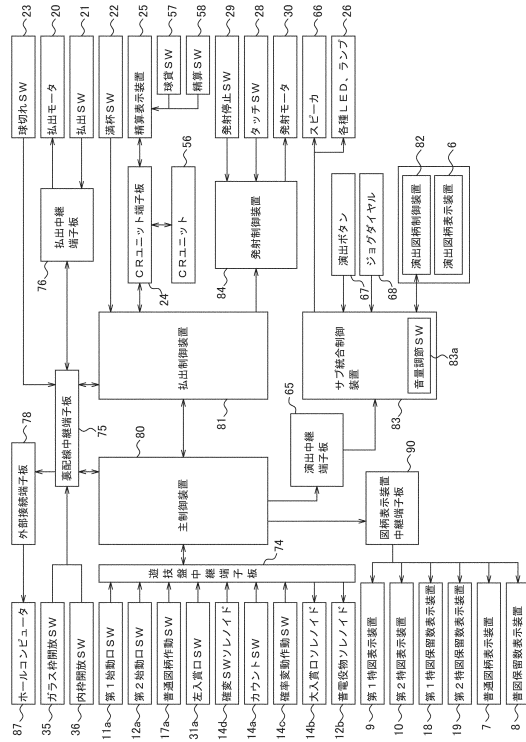 23
球切れSW
20
払出モータ
21
払出SW
22
満杯SW
25
精算表示装置
57
球貸SW
58
精算SW
29
発射停止SW
28
タッチSW
30
発射モータ
66
スピーカ
26
各種LED、ランプ
払出中継
端子板
76
CRユニット端子板
24
56
CRユニット
発射制御装置
84
演出ボタン
67
ジョグダイヤル
68
82
演出図柄制御装置
6
演出図柄表示装置
78
外部接続端子板
裏配線中継端子板
75
払出制御装置
81
サブ統合制御
装置
音量調節SW
83
83a
80
主制御装置
65
演出中継
端子板
90
図柄表示装置
中継端子板
74
遊技盤中継端子板
87
ホールコンピュータ
35
ガラス枠開放SW
36
内枠開放SW
11a
第1始動口SW
12a
第2始動口SW
17a
普通図柄作動SW
31a
左入賞口SW
14d
確変SWソレノイド
14a
カウントSW
14c
確率変動作動SW
14b
大入賞口ソレノイド
12b
普電役物ソレノイド
9
第1特図表示装置
10
第2特図表示装置
18
第1特図保留数表示装置
19
第2特図保留数表示装置
7
普通図柄表示装置
8
普図保留数表示装置